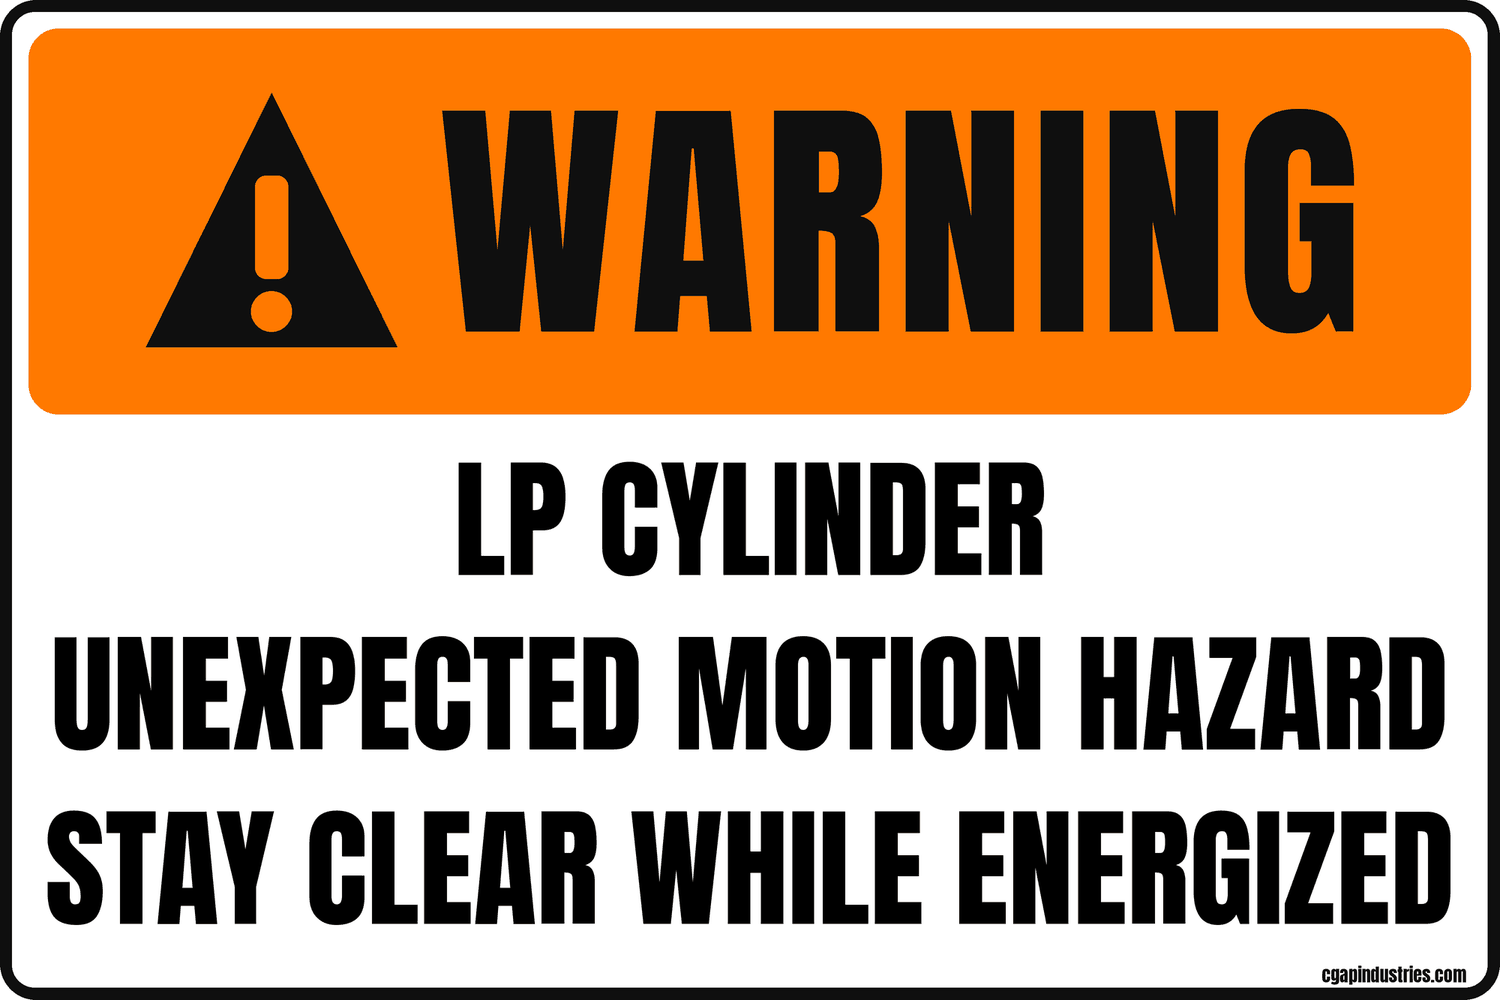 WARNING
LP CYLINDER
UNEXPECTED MOTION HAZARD
STAY CLEAR WHILE ENERGIZED
cgapindustries.com